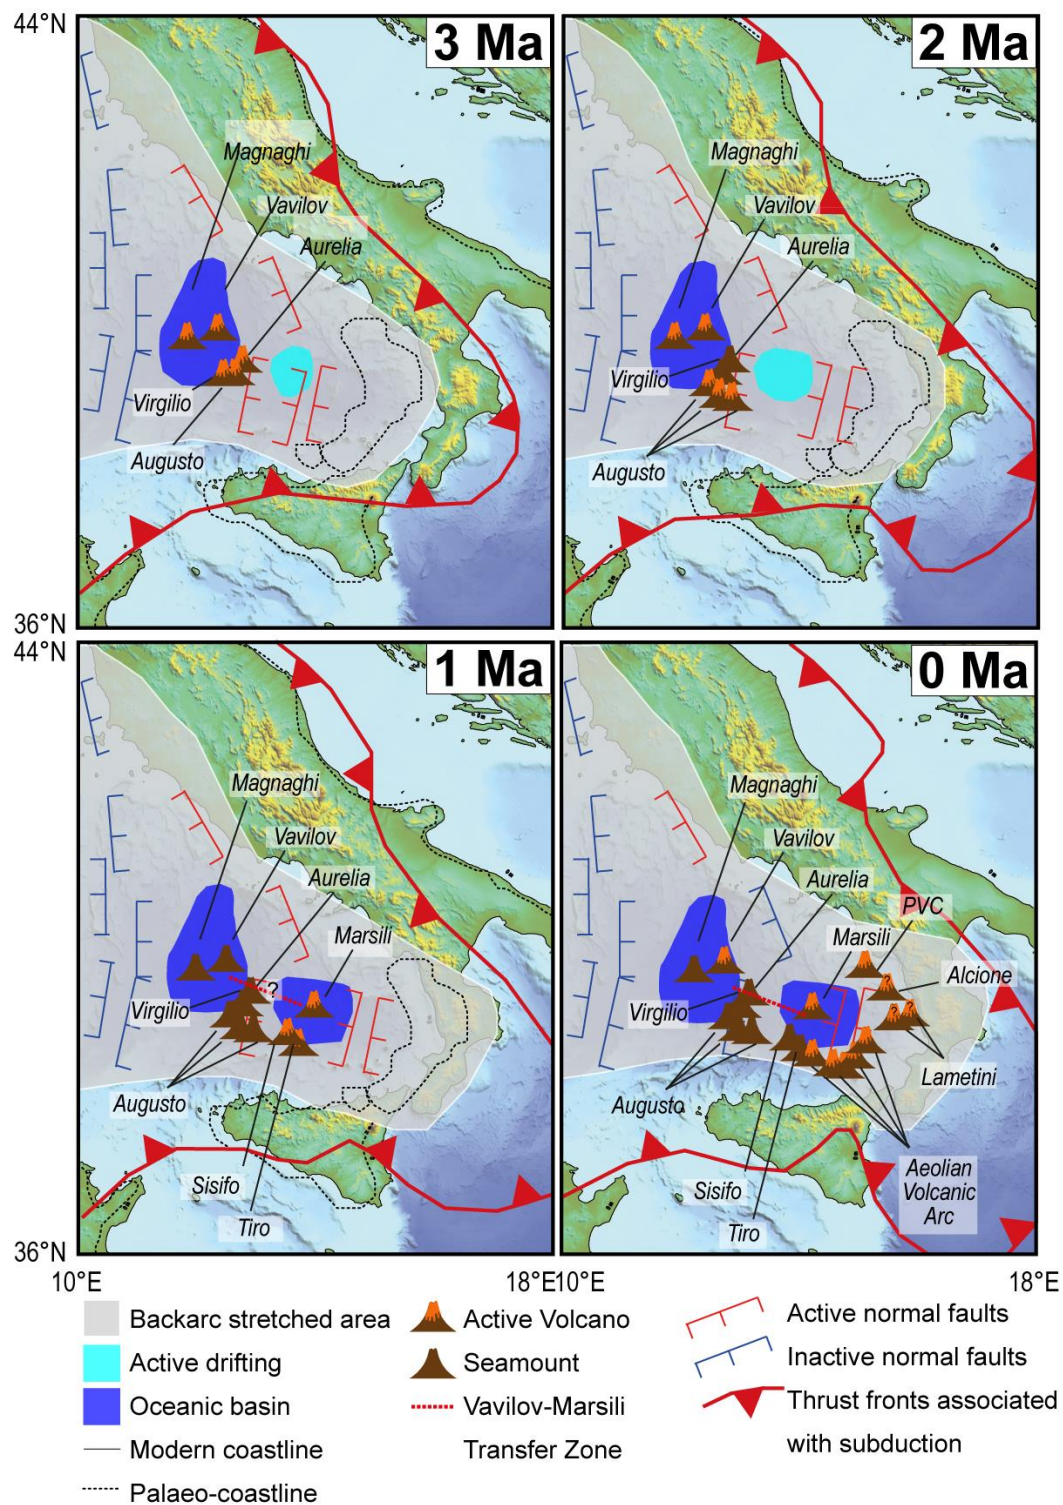 44°N
3 Ma
2 Ma
Magnaghi
Vavilov
Aurelia
Virgilio
Augusto
Magnaghi
Vavilov
Aurelia
Virgilio
Augusto
36°N
44°N
1 Ma
0 Ma
Magnaghi
Vavilov
Aurelia
Marsili
?
Virgilio
Augusto
Sisifo
Tiro
Magnaghi
Vavilov
Aurelia
PVC
Marsili
Alcione
?
? ?
Virgilio
Lametini
Augusto
Sisifo
Tiro
Aeolian
Volcanic
Arc
36°N
10°E
18°E
10°E
18°E
Backarc stretched area
Active drifting
Oceanic basin
Modern coastline
Palaeo-coastline
Active Volcano
Seamount
Vavilov-Marsili
Transfer Zone
Active normal faults
Inactive normal faults
Thrust fronts associated
with subduction